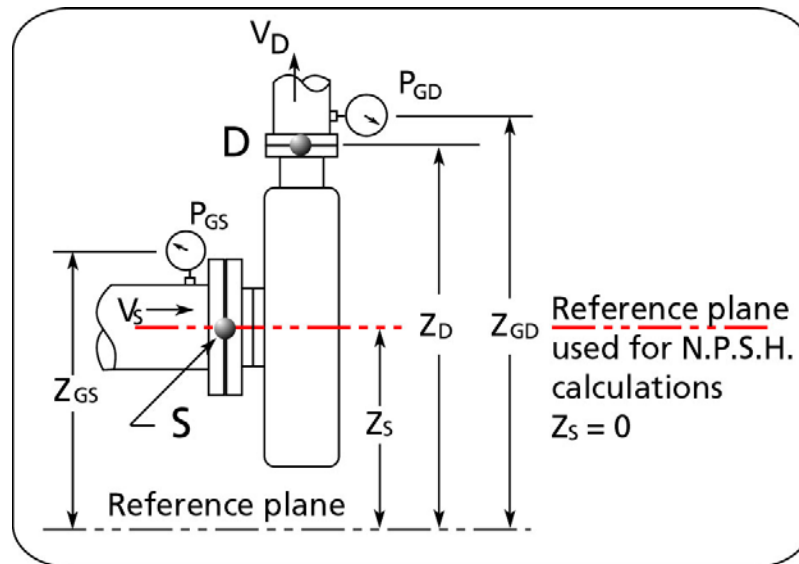 VD
PGD
D
PGS
VS
Reference plane
used for N.P.S.H.
calculations
ZS = 0
ZD
ZGD
ZGS
S
ZS
Reference plane